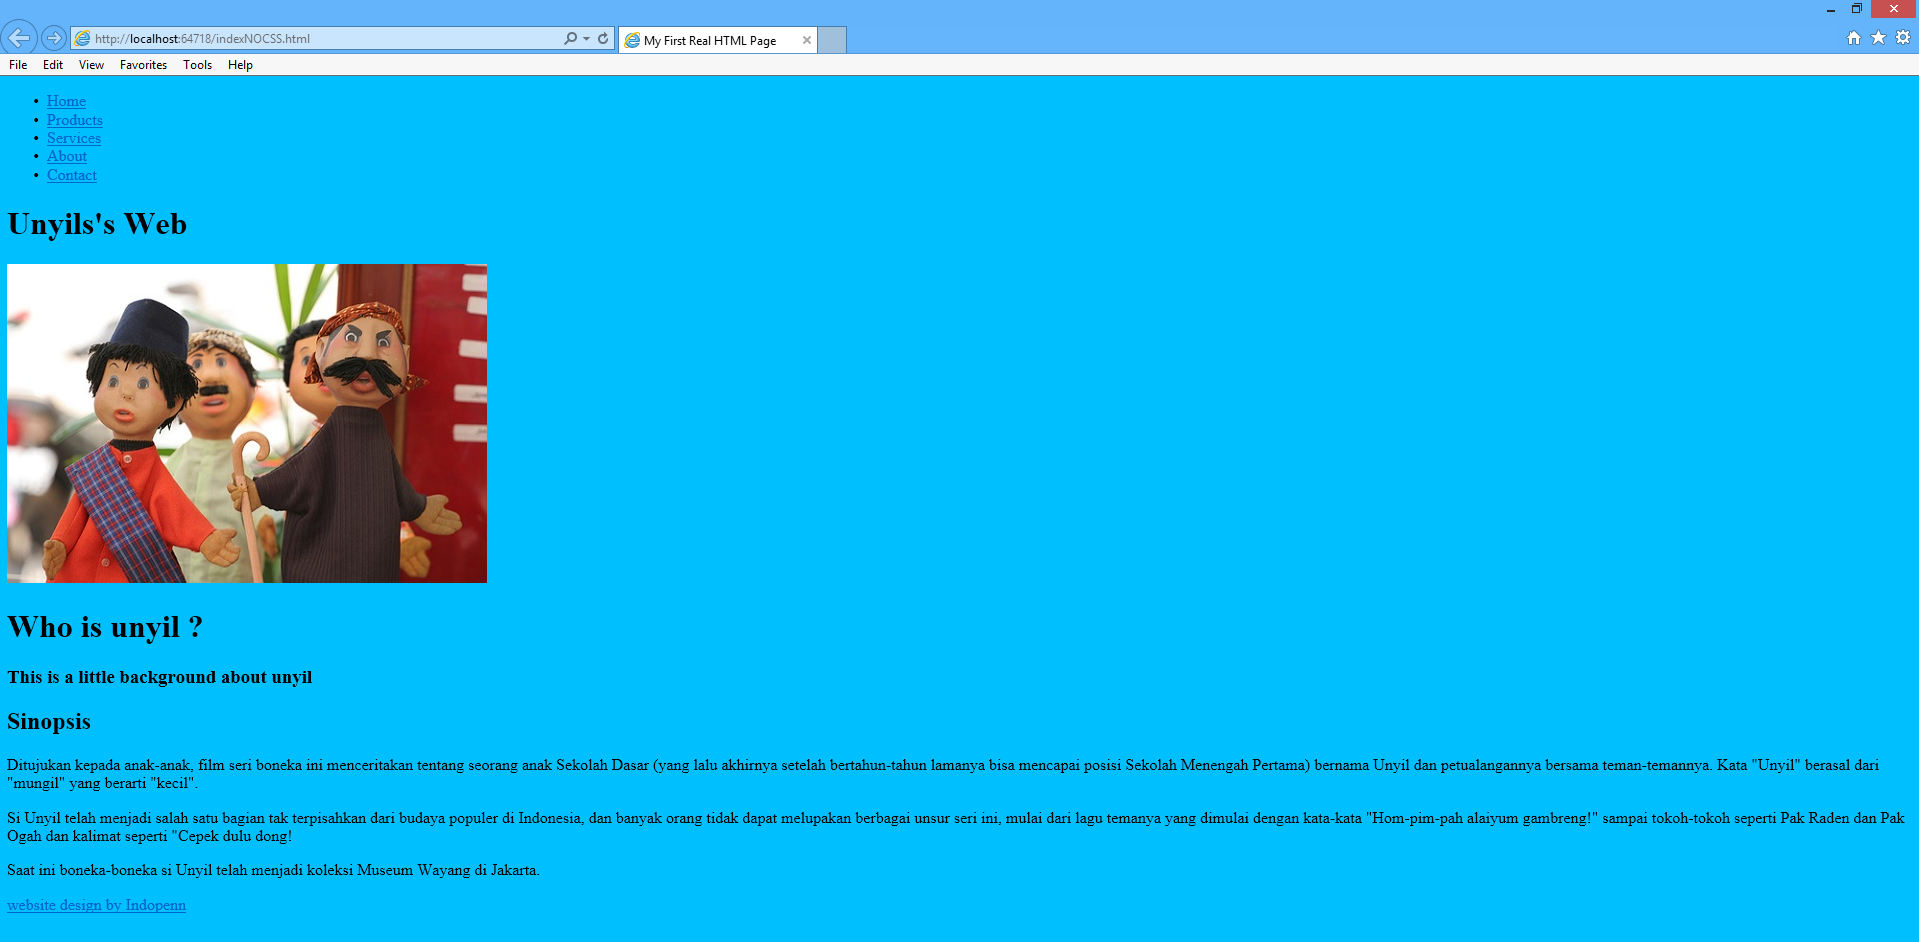 http://localhost:64718/indexNOCSS.html
My First Real HTML Page
File Edit View Favorites Tools Help
Home
Products
Services
About
Contact
Unyils's Web
Who is unyil ?
This is a little background about unyil
Sinopsis
Ditujukan kepada anak-anak, film seri boneka ini menceritakan tentang seorang anak Sekolah Dasar (yang lalu akhirnya setelah bertahun-tahun lamanya bisa mencapai posisi Sekolah Menengah Pertama) bernama Unyil dan petualangannya bersama teman-temannya. Kata "Unyil" berasal dari
"mungil" yang berarti "kecil".
Si Unyil telah menjadi salah satu bagian tak terpisahkan dari budaya populer di Indonesia, dan banyak orang tidak dapat melupakan berbagai unsur seri ini, mulai dari lagu temanya yang dimulai dengan kata-kata "Hom-pim-pah alaiyum gambreng!" sampai tokoh-tokoh seperti Pak Raden dan Pak
Ogah dan kalimat seperti "Cepek dulu dong!
Saat ini boneka-boneka si Unyil telah menjadi koleksi Museum Wayang di Jakarta.
website design by Indopenn